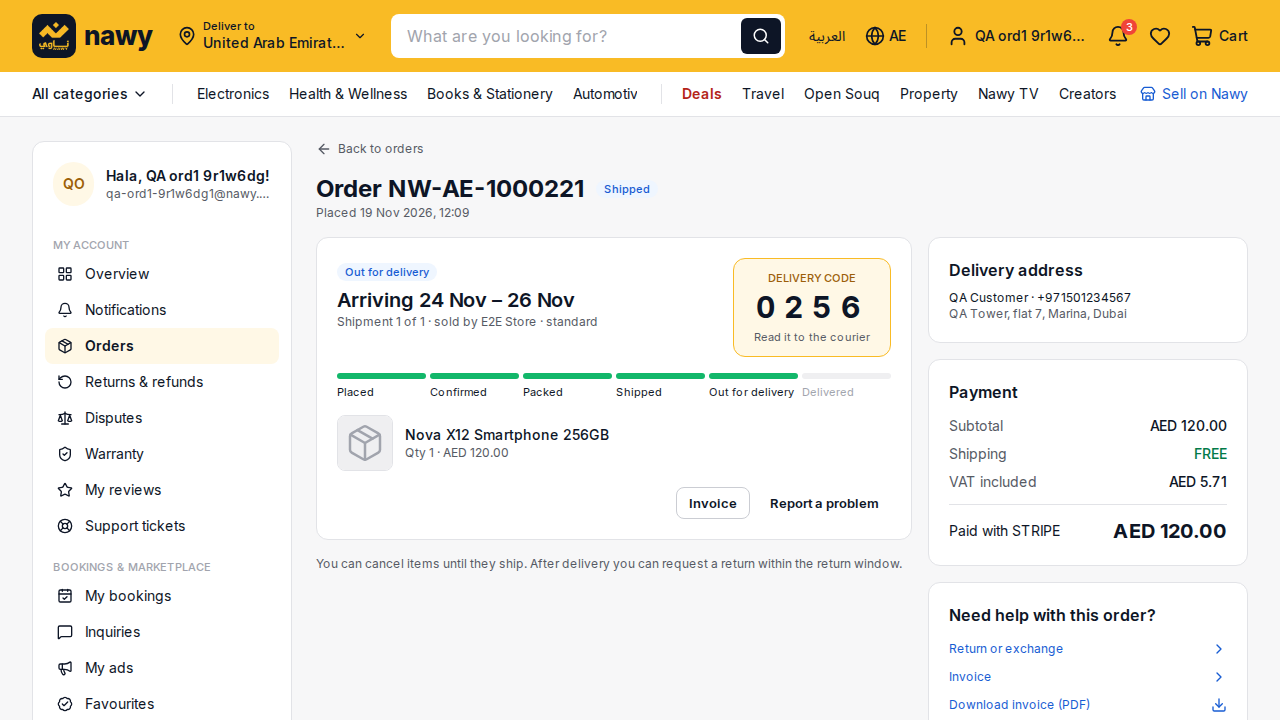 ناوي
nawy
Deliver to
United Arab Emirat...
What are you looking for?
العربية
AE
QA ord1 9r1w6...
3
Cart
All categories
Electronics
Health & Wellness
Books & Stationery
Automotiv
Deals
Travel
Open Souq
Property
Nawy TV
Creators
Sell on Nawy
QO
Hala, QA ord1 9r1w6dg!
qa-ord1-9r1w6dg1@nawy....
MY ACCOUNT
Overview
Notifications
Orders
Returns & refunds
Disputes
Warranty
My reviews
Support tickets
BOOKINGS & MARKETPLACE
My bookings
Inquiries
My ads
Favourites
Back to orders
Order NW-AE-1000221
Shipped
Placed 19 Nov 2026, 12:09
Out for delivery
Arriving 24 Nov – 26 Nov
Shipment 1 of 1 · sold by E2E Store · standard
DELIVERY CODE
0256
Read it to the courier
Placed
Confirmed
Packed
Shipped
Out for delivery
Delivered
Nova X12 Smartphone 256GB
Qty 1 · AED 120.00
Invoice
Report a problem
You can cancel items until they ship. After delivery you can request a return within the return window.
Delivery address
QA Customer · +971501234567
QA Tower, flat 7, Marina, Dubai
Payment
Subtotal
AED 120.00
Shipping
FREE
VAT included
AED 5.71
Paid with STRIPE
AED 120.00
Need help with this order?
Return or exchange
Invoice
Download invoice (PDF)